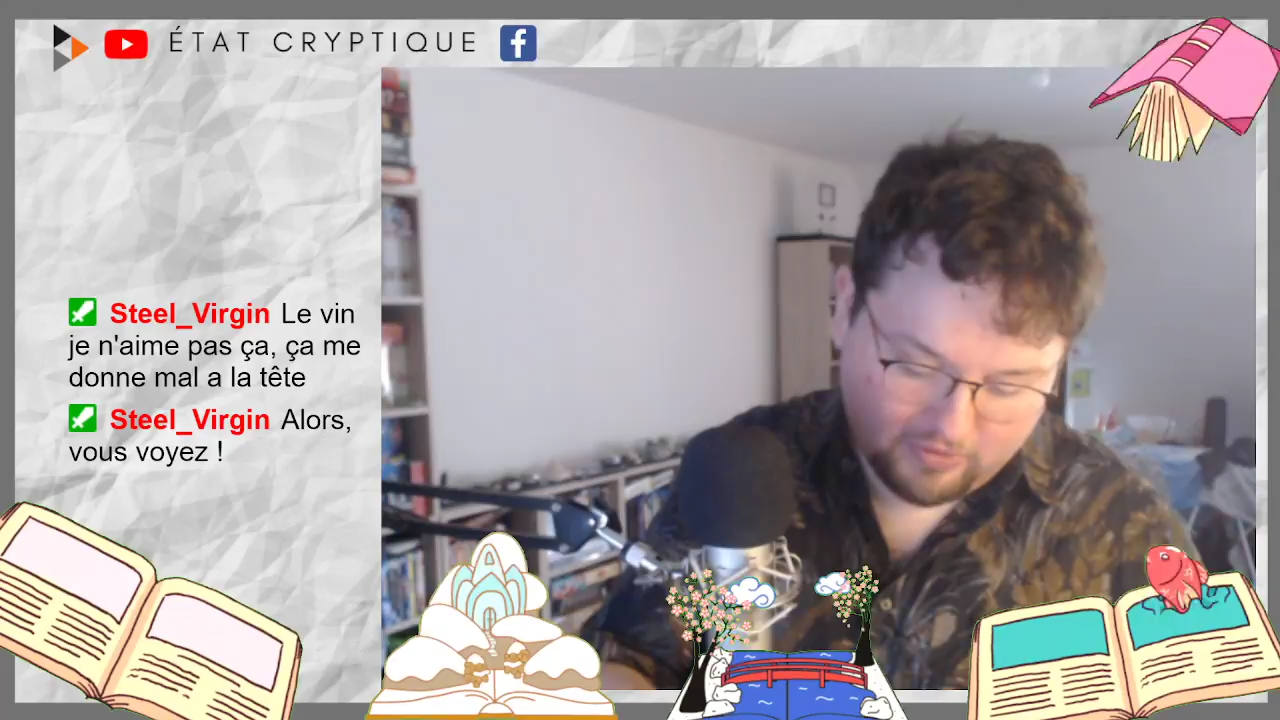 ÉTAT CRYPTIQUE
Steel_Virgin Le vin
je n'aime pas ça, ça me
donne mal a la tête
Steel_Virgin Alors,
vous voyez !